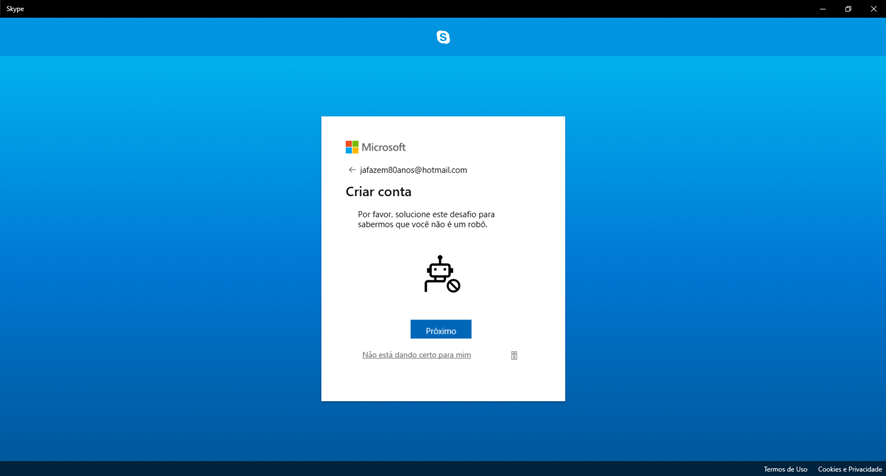 Skype
Microsoft
jafazem80anos@hotmail.com
Criar conta
Por favor, solucione este desafio para
sabermos que você não é um robô.
Próximo
Não está dando certo para mim
Termos de Uso Cookies e Privacidade